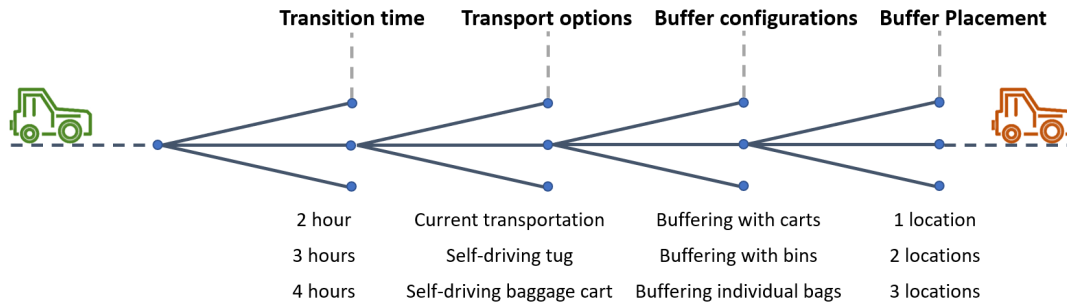 Transition time Transport options Buffer configurations Buffer Placement
2 hour Current transportation Buffering with carts 1 location
3 hours Self-driving tug Buffering with bins 2 locations
4 hours Self-driving baggage cart Buffering individual bags 3 locations